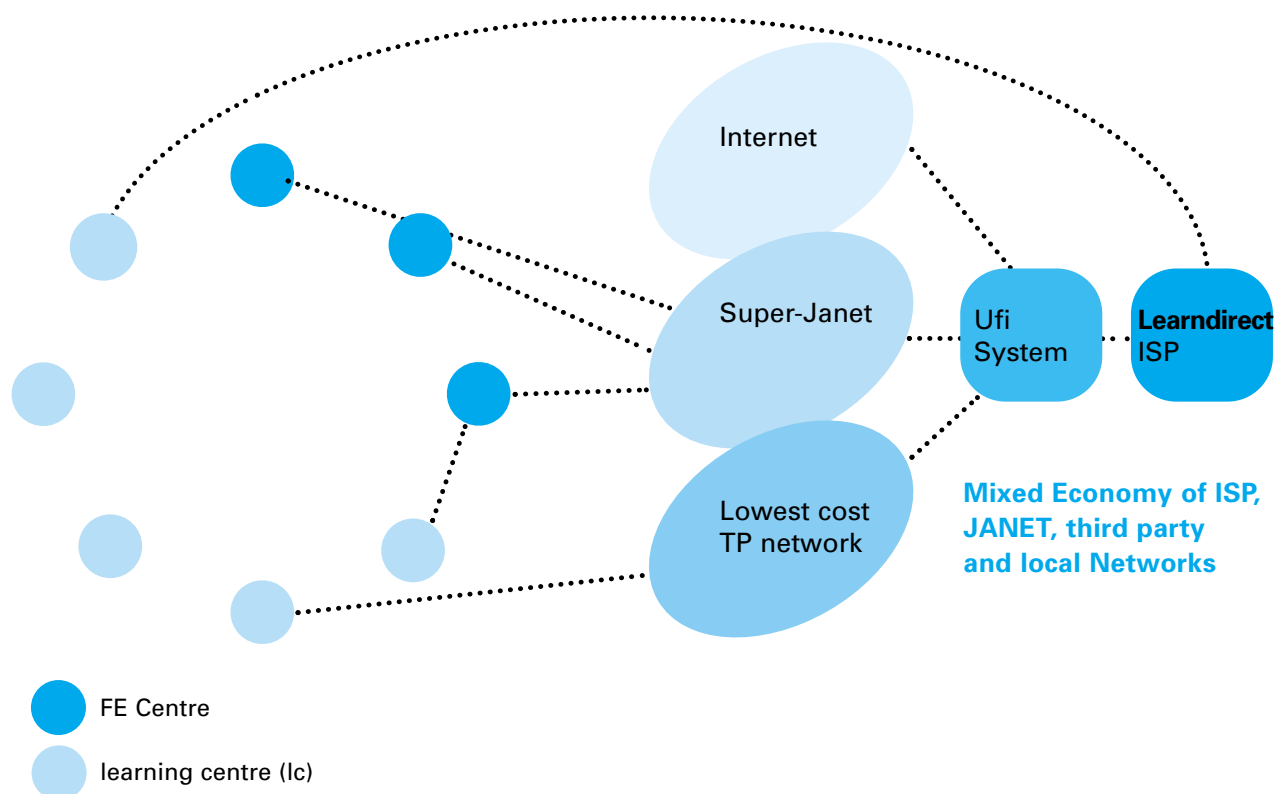 Internet
Super-Janet
Ufi
System
Learndirect
ISP
Lowest cost
TP network
Mixed Economy of ISP,
JANET, third party
and local Networks
FE Centre
learning centre (lc)